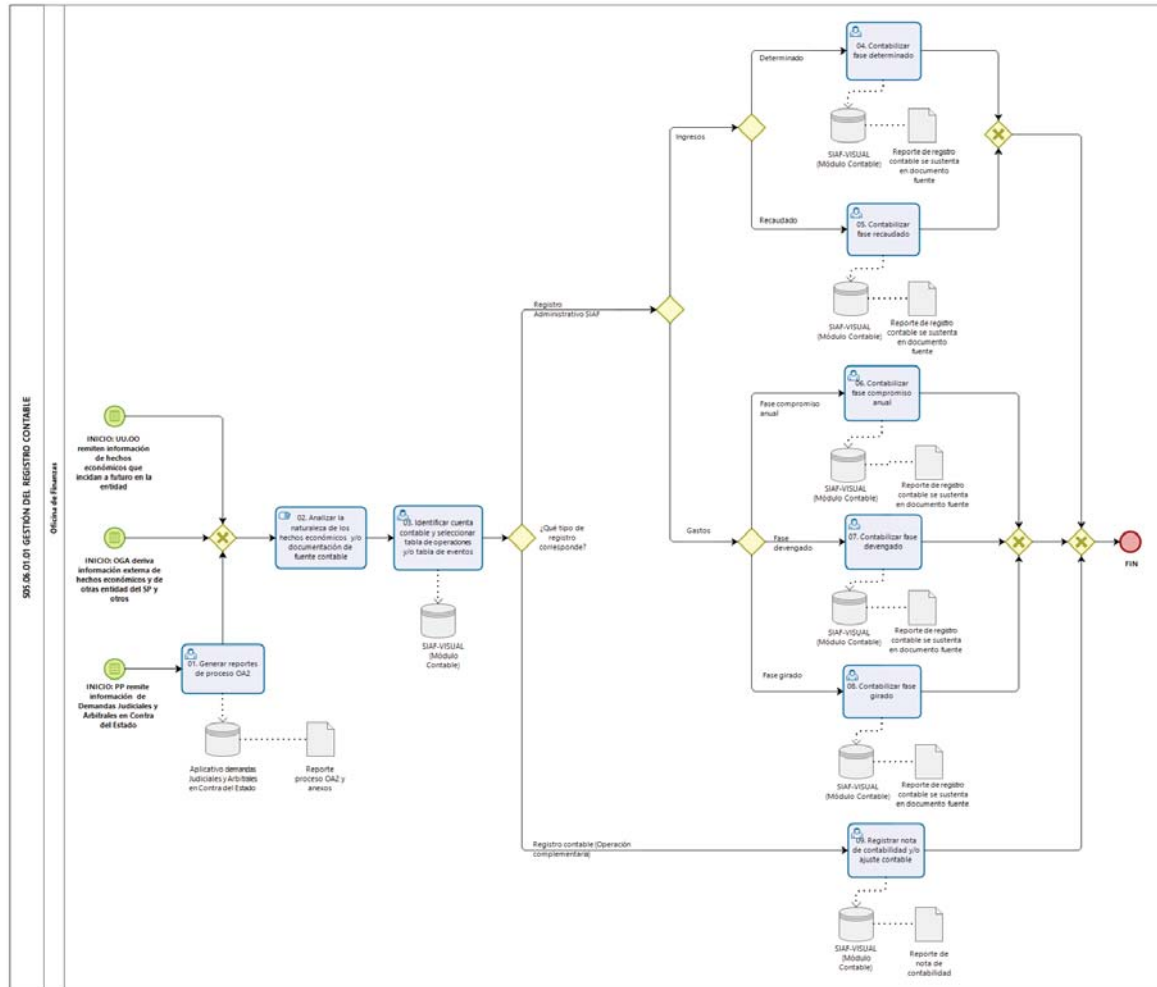 S05.06.01.01 GESTIÓN DEL REGISTRO CONTABLE
Oficina de Finanzas
INICIO: UU.OO
remiten información
de hechos
económicos que
incidan a futuro en la
entidad
INICIO: OGA deriva
información externa
de hechos
económicos y de
otras entidad del SP y
otros
INICIO: PP remite
información de
Demandas Judiciales y
Arbitrales en Contra
del Estado
01. Generar reportes
de proceso OA2
Aplicativo demandas
Judiciales y Arbitrales
en Contra del Estado
Reporte
proceso OA2 y
anexos
02. Analizar la
naturaleza de los
hechos económicos y/o
documentación de
fuente contable
03. Identificar cuenta
contable y seleccionar
tabla de operadores
y/o tabla de eventos
SIAF-VISUAL
(Módulo
Contable)
¿Qué tipo de
registro
corresponde?
Registro
Administrativo SIAF
Ingresos
Determinado
04. Contabilizar
fase determinado
SIAF-VISUAL
(Módulo Contable)
Reporte de registro
contable se sustenta
en documento
fuente
Recaudado
05. Contabilizar
fase recaudado
SIAF-VISUAL
(Módulo Contable)
Reporte de registro
contable se sustenta
en documento
fuente
Gastos
Fase compromiso
anual
06. Contabilizar
fase compromiso
anual
SIAF-VISUAL
(Módulo Contable)
Reporte de registro
contable se sustenta
en documento fuente
Fase
devengado
07. Contabilizar fase
devengado
SIAF-VISUAL
(Módulo Contable)
Reporte de registro
contable se sustenta
en documento fuente
Fase girado
08. Contabilizar fase
girado
SIAF-VISUAL
(Módulo Contable)
Reporte de registro
contable se sustenta
en documento fuente
Registro contable (Operación
complementaria)
09. Registrar nota
de contabilidad y/o
ajuste contable
SIAF-VISUAL
(Módulo
Contable)
Reporte de
nota de
contabilidad
FIN